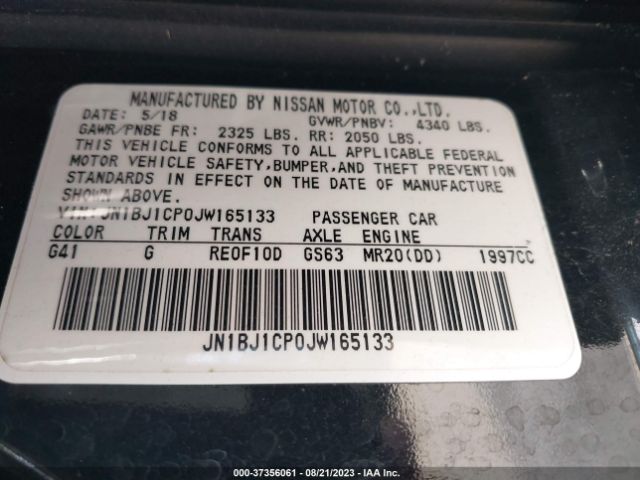 MANUFACTURED BY NISSAN MOTOR CO.,LTD.
DATE: 5/18 GVWR/PNBV: 4340 LBS.
GAWR/PNBE FR: 2325 LBS. RR: 2050 LBS.
THIS VEHICLE CONFORMS TO ALL APPLICABLE FEDERAL
MOTOR VEHICLE SAFETY,BUMPER,AND THEFT PREVENTION
STANDARDS IN EFFECT ON THE DATE OF MANUFACTURE
SHOWN ABOVE.
VIN:JN1BJ1CP0JW165133 PASSENGER CAR
COLOR TRIM TRANS AXLE ENGINE
G41 G RE0F10D GS63 MR20(DD) 1997CC
JN1BJ1CP0JW165133
000-37356061 - 08/21/2023 - IAA Inc.